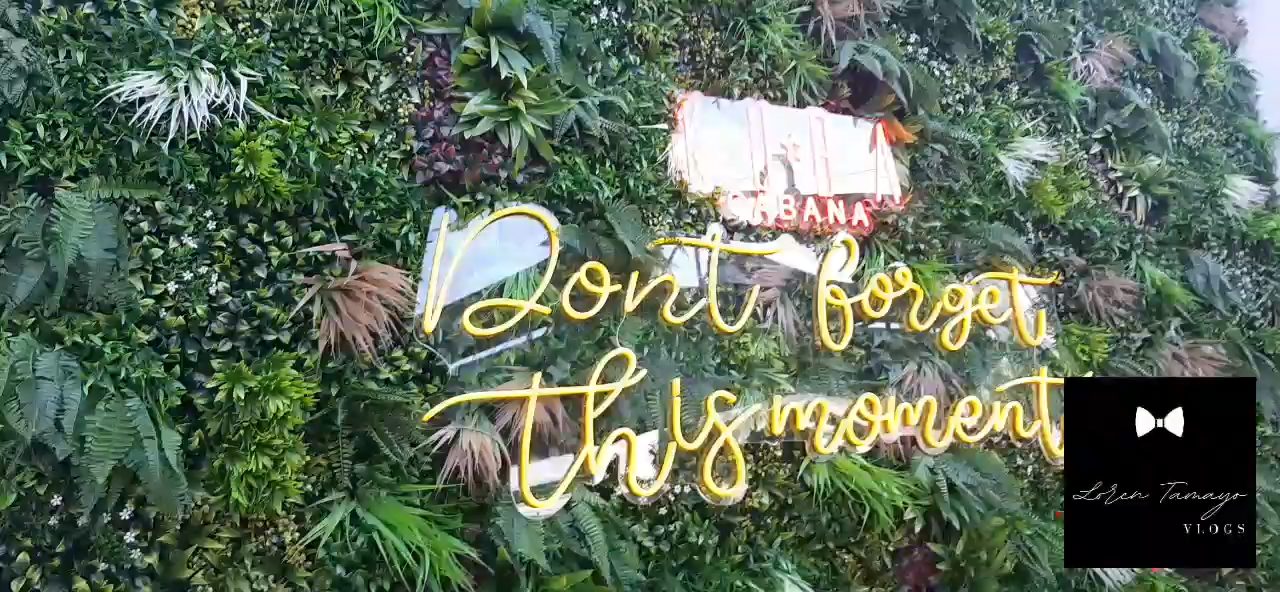 CABANA
Dont forget
this moment
Loren Tamayo
VLOGS